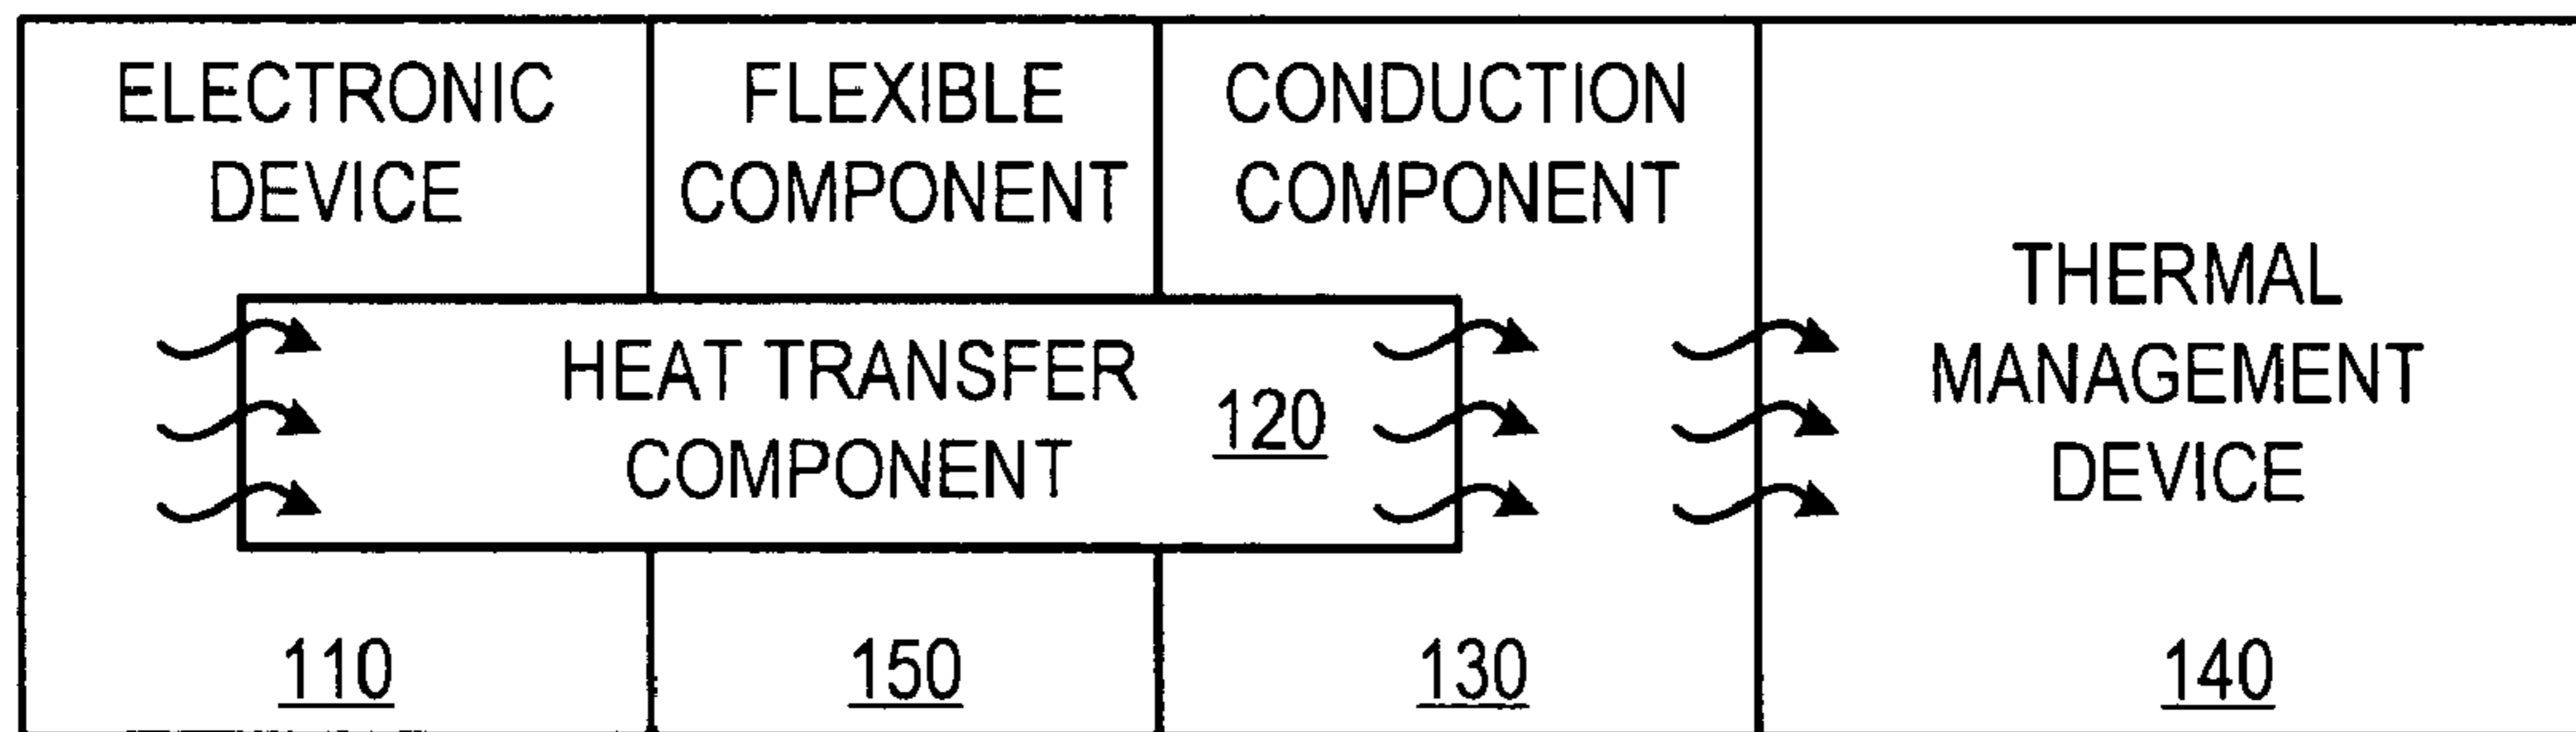 ELECTRONIC
DEVICE
FLEXIBLE
COMPONENT
CONDUCTION
COMPONENT
HEAT TRANSFER
COMPONENT
120
THERMAL
MANAGEMENT
DEVICE
110
150
130
140